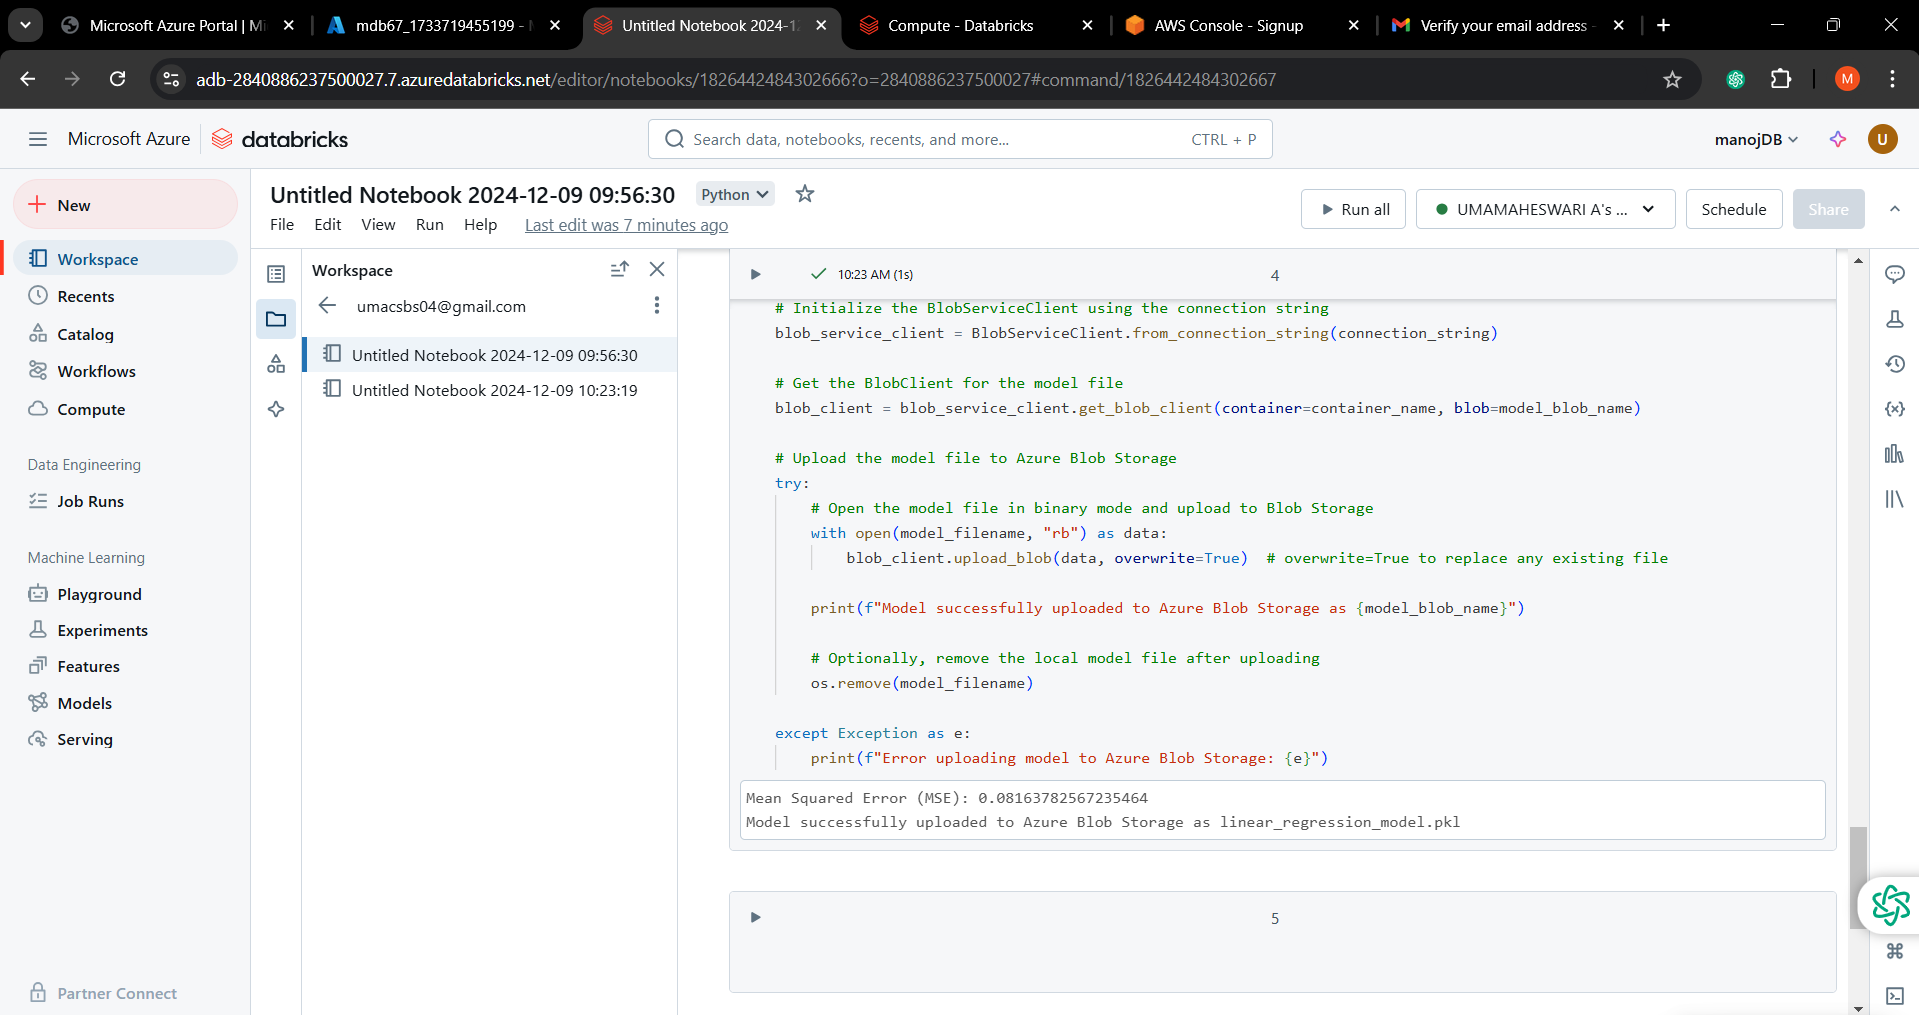 Microsoft Azure Portal | Mi
mdb67_1733719455199 - M
Untitled Notebook 2024-12
Compute - Databricks
AWS Console - Signup
Verify your email address -
adb-2840886237500027.7.azuredatabricks.net/editor/notebooks/1826442484302666?o=2840886237500027#command/1826442484302667
M
Microsoft Azure
databricks
Search data, notebooks, recents, and more...
CTRL + P
manojDB
U
New
Workspace
Recents
Catalog
Workflows
Compute
Data Engineering
Job Runs
Machine Learning
Playground
Experiments
Features
Models
Serving
Partner Connect
Untitled Notebook 2024-12-09 09:56:30
Python
File Edit View Run Help Last edit was 7 minutes ago
Run all
UMAMAHESWARI A's ...
Schedule
Share
Workspace
umacsbs04@gmail.com
Untitled Notebook 2024-12-09 09:56:30
Untitled Notebook 2024-12-09 10:23:19
10:23 AM (1s)
4
# Initialize the BlobServiceClient using the connection string
blob_service_client = BlobServiceClient.from_connection_string(connection_string)
# Get the BlobClient for the model file
blob_client = blob_service_client.get_blob_client(container=container_name, blob=model_blob_name)
# Upload the model file to Azure Blob Storage
try:
# Open the model file in binary mode and upload to Blob Storage
with open(model_filename, "rb") as data:
blob_client.upload_blob(data, overwrite=True)  # overwrite=True to replace any existing file
print(f"Model successfully uploaded to Azure Blob Storage as {model_blob_name}")
# Optionally, remove the local model file after uploading
os.remove(model_filename)
except Exception as e:
print(f"Error uploading model to Azure Blob Storage: {e}")
Mean Squared Error (MSE): 0.08163782567235464
Model successfully uploaded to Azure Blob Storage as linear_regression_model.pkl
5